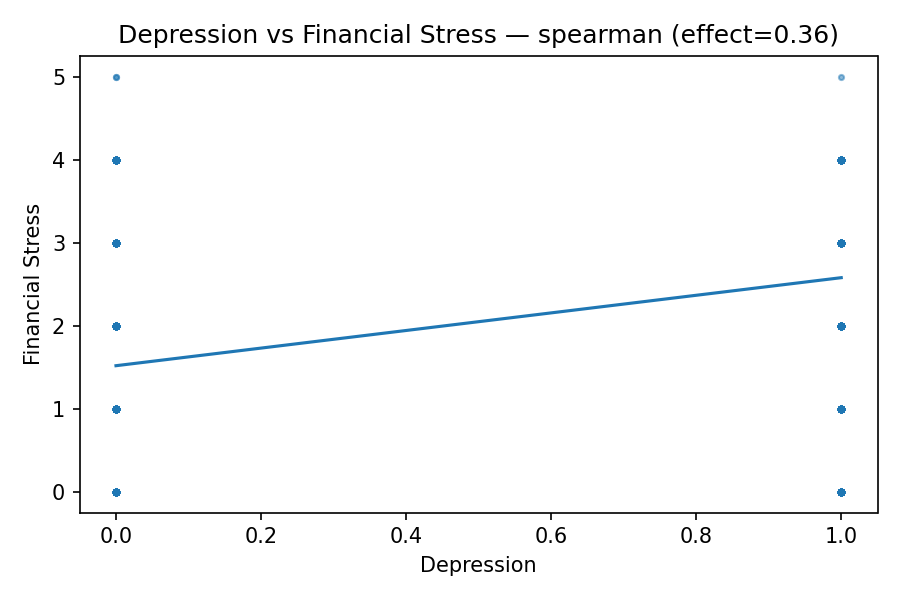 Depression vs Financial Stress — spearman (effect=0.36)
5
4
3
2
1
0
Financial Stress
0.0 0.2 0.4 0.6 0.8 1.0
Depression